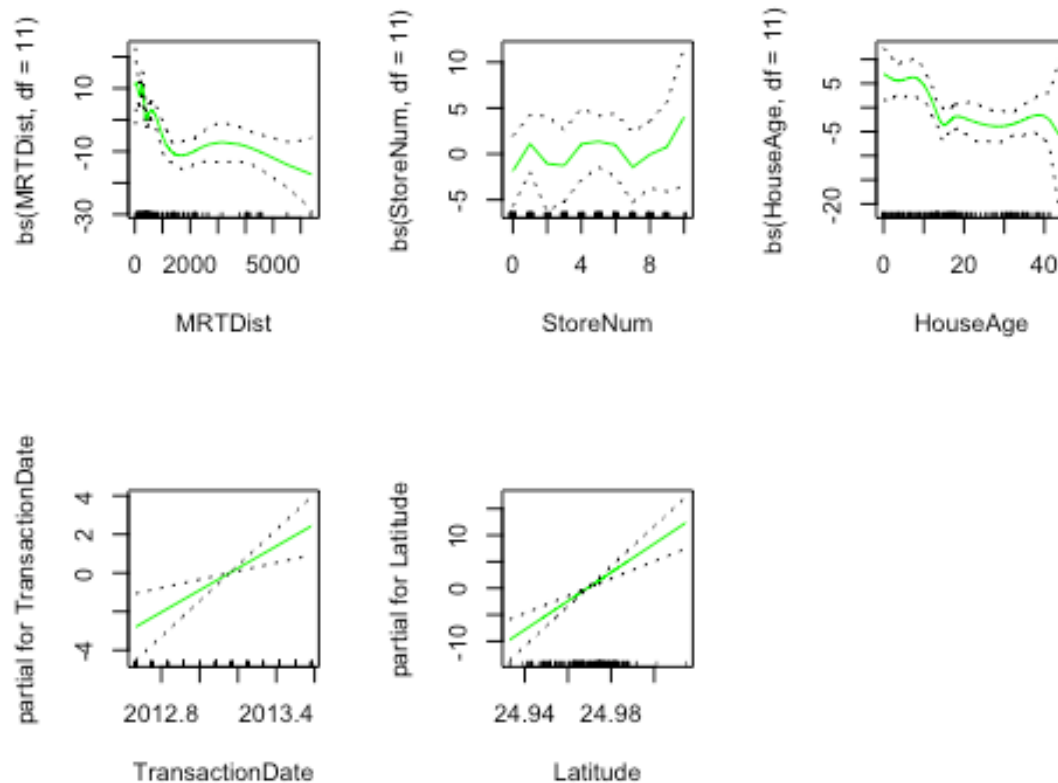 bs(MRTDist, df = 11)
10
-10
-30
0 2000 5000
MRTDist
bs(StoreNum, df = 11)
10
5
0
-5
0 4 8
StoreNum
bs(HouseAge, df = 11)
5
-5
-20
0 20 40
HouseAge
partial for TransactionDate
4
2
0
-4
2012.8 2013.4
TransactionDate
partial for Latitude
10
0
-10
24.94 24.98
Latitude